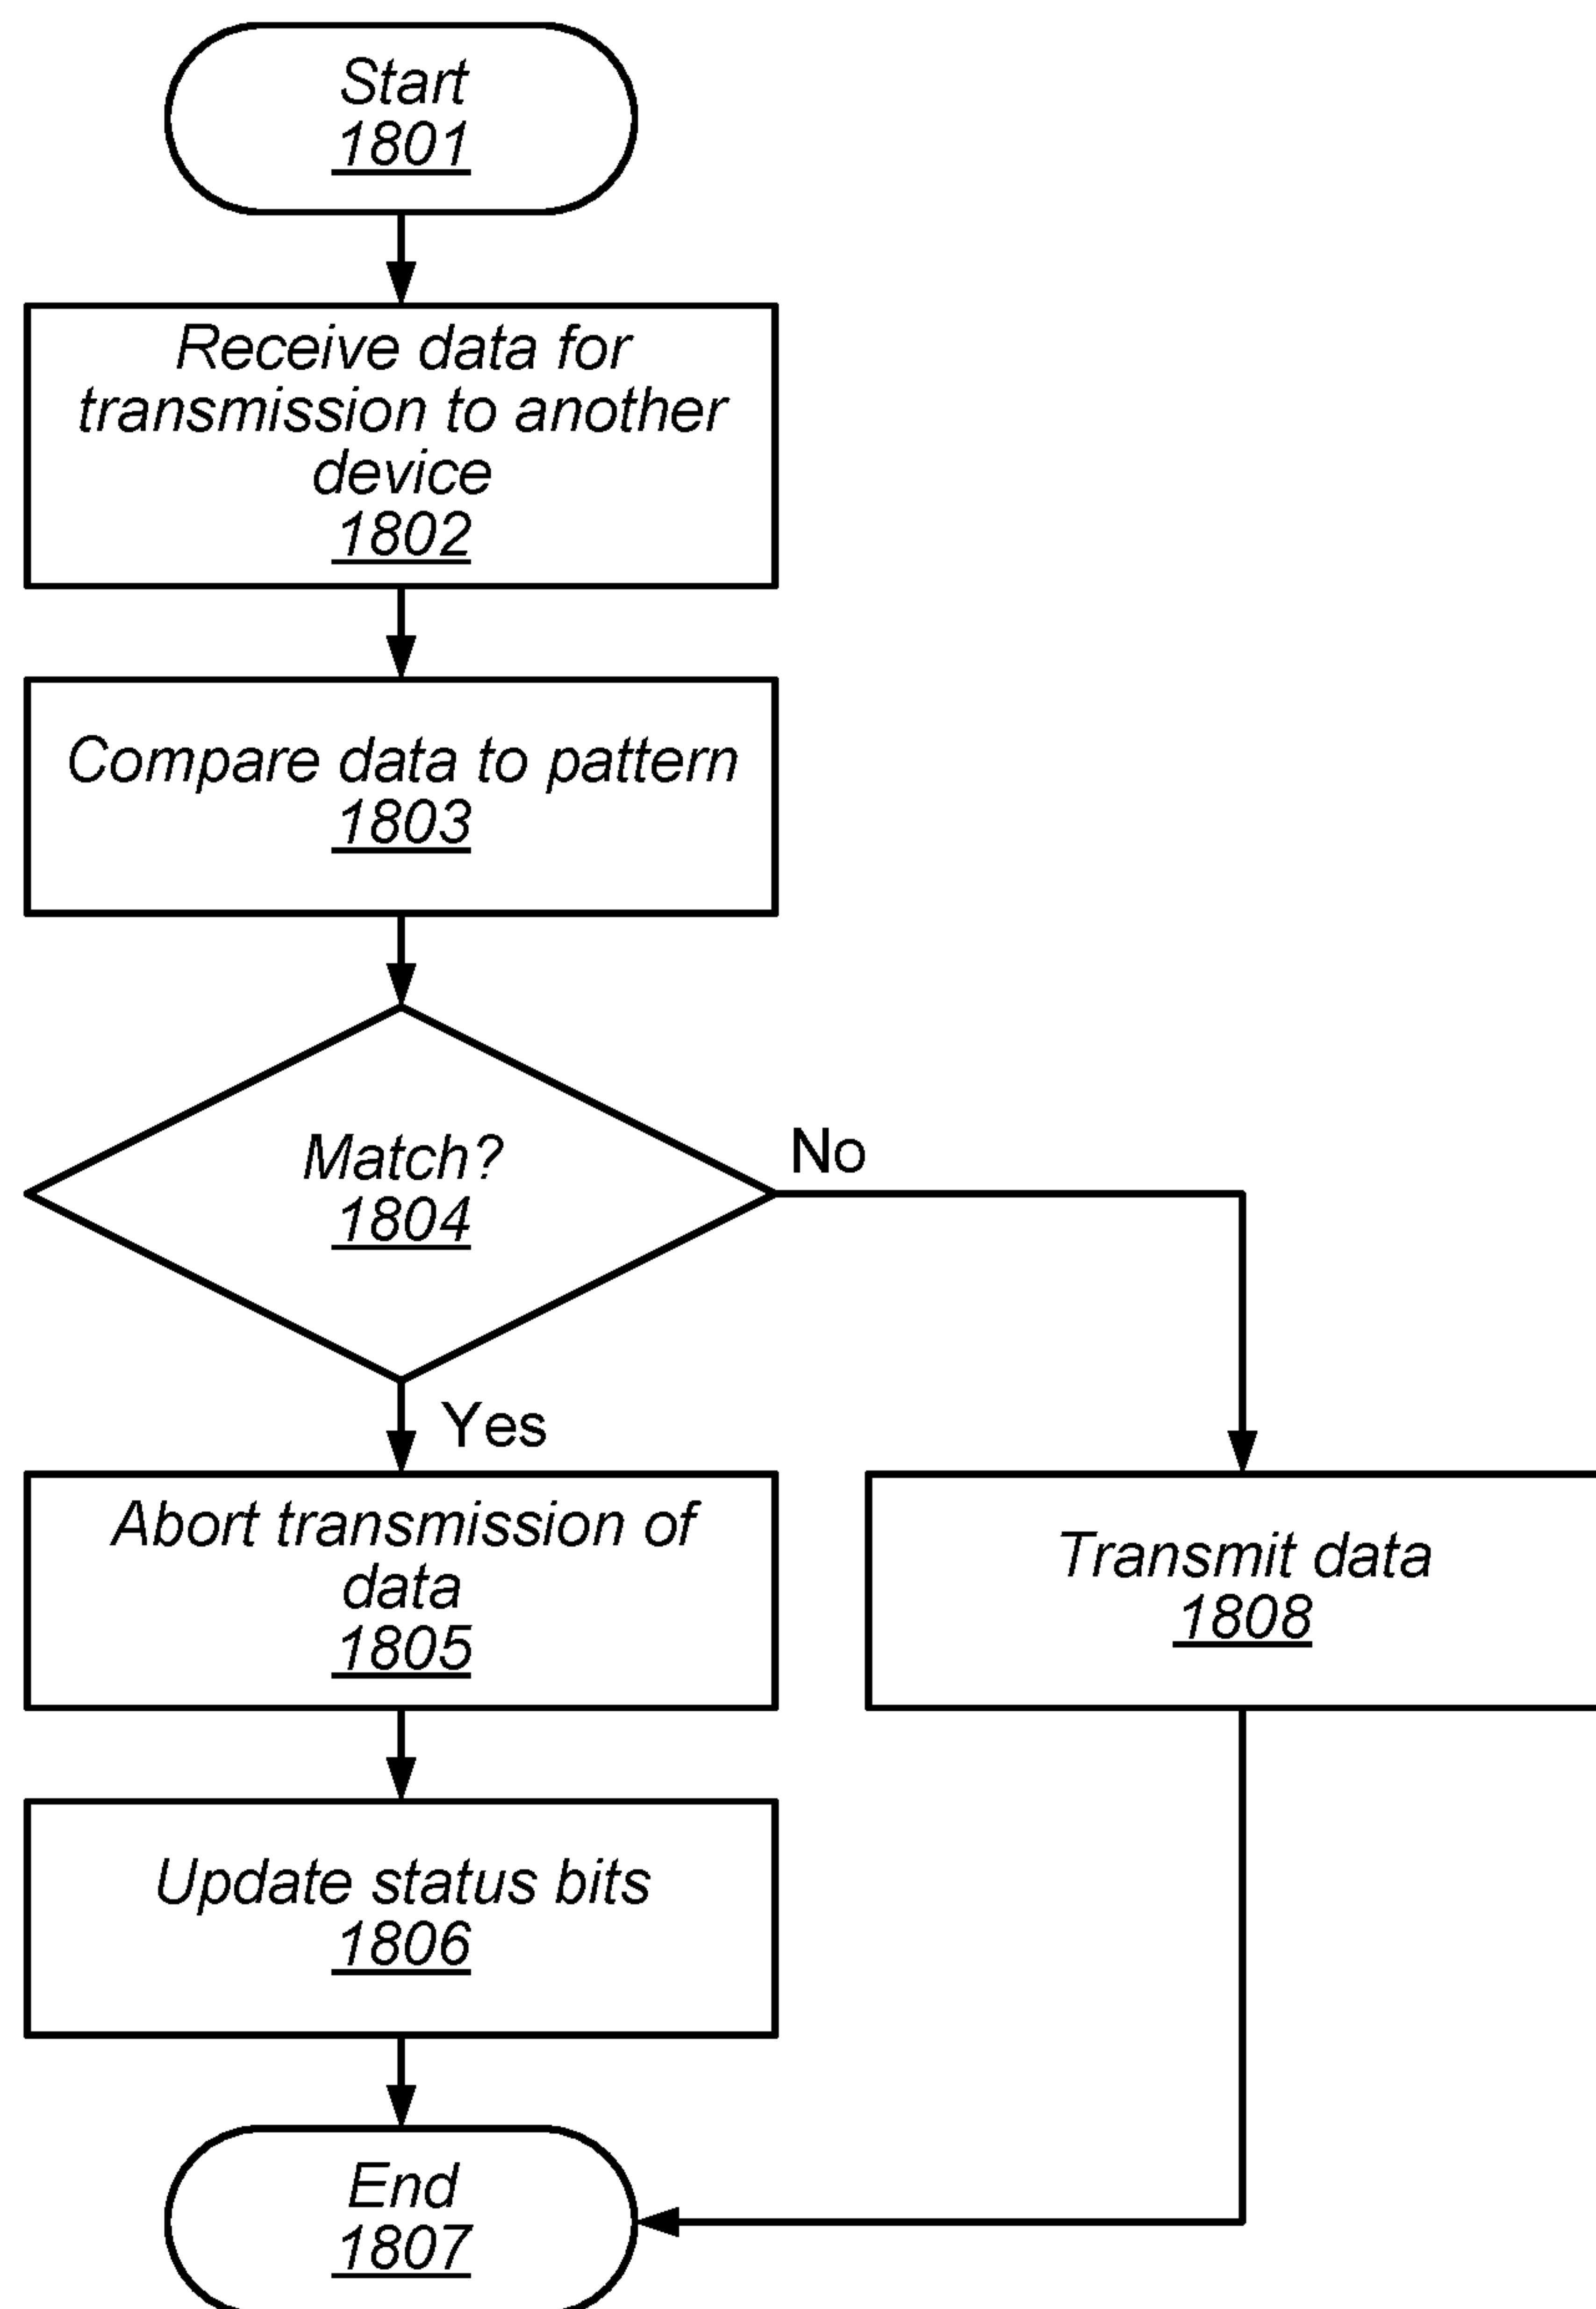 Start
1801
Receive data for
transmission to another
device
1802
Compare data to pattern
1803
Match?
1804
No
Yes
Abort transmission of
data
1805
Transmit data
1808
Update status bits
1806
End
1807